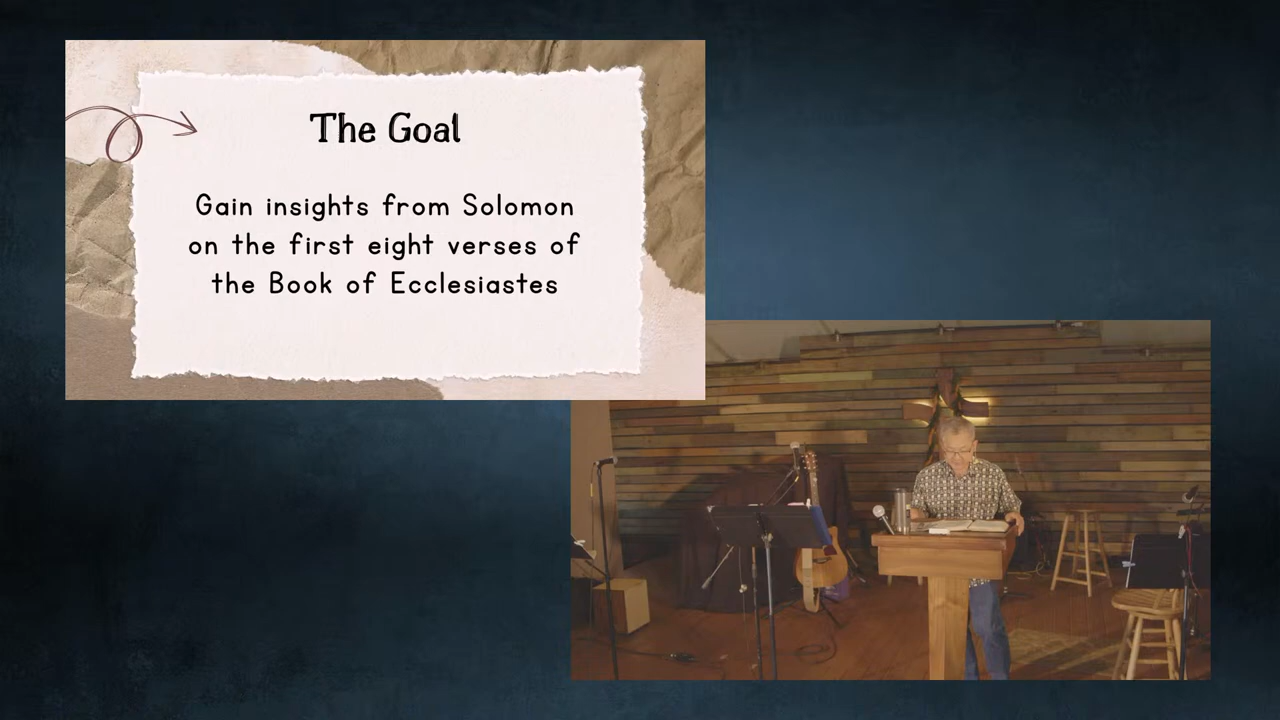 The Goal
Gain insights from Solomon
on the first eight verses of
the Book of Ecclesiastes